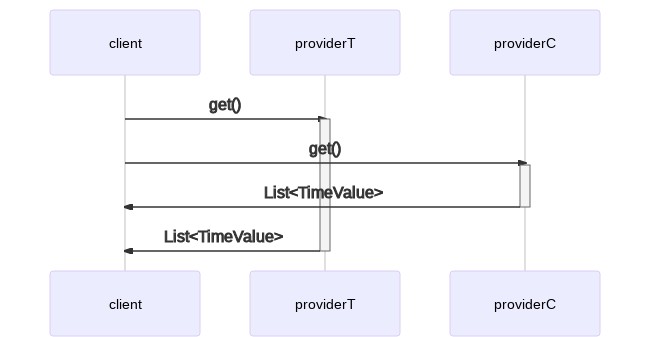 client
providerT
providerC
get()
get()
List<TimeValue>
List<TimeValue>
client
providerT
providerC